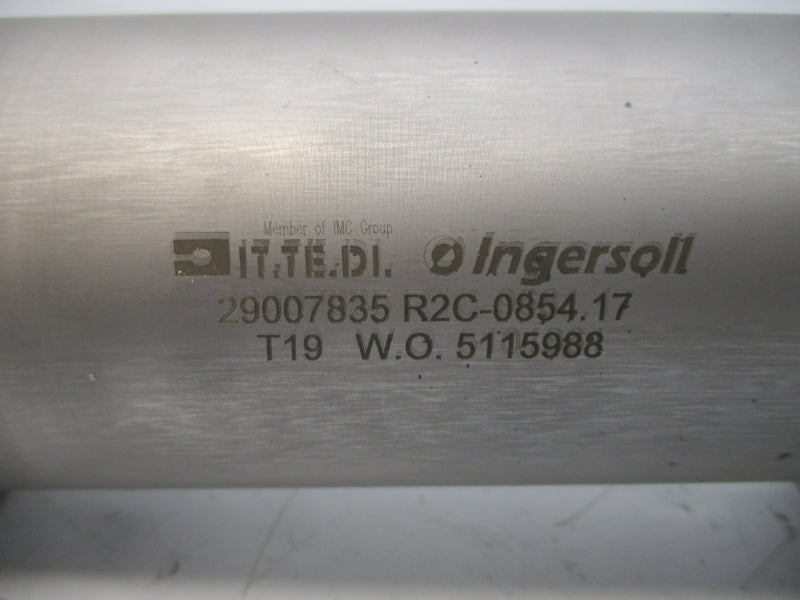 Member of IMC Group
IT.TE.DI. Ingersoll
29007835 R2C-0854.17
T19 W.O. 5115988